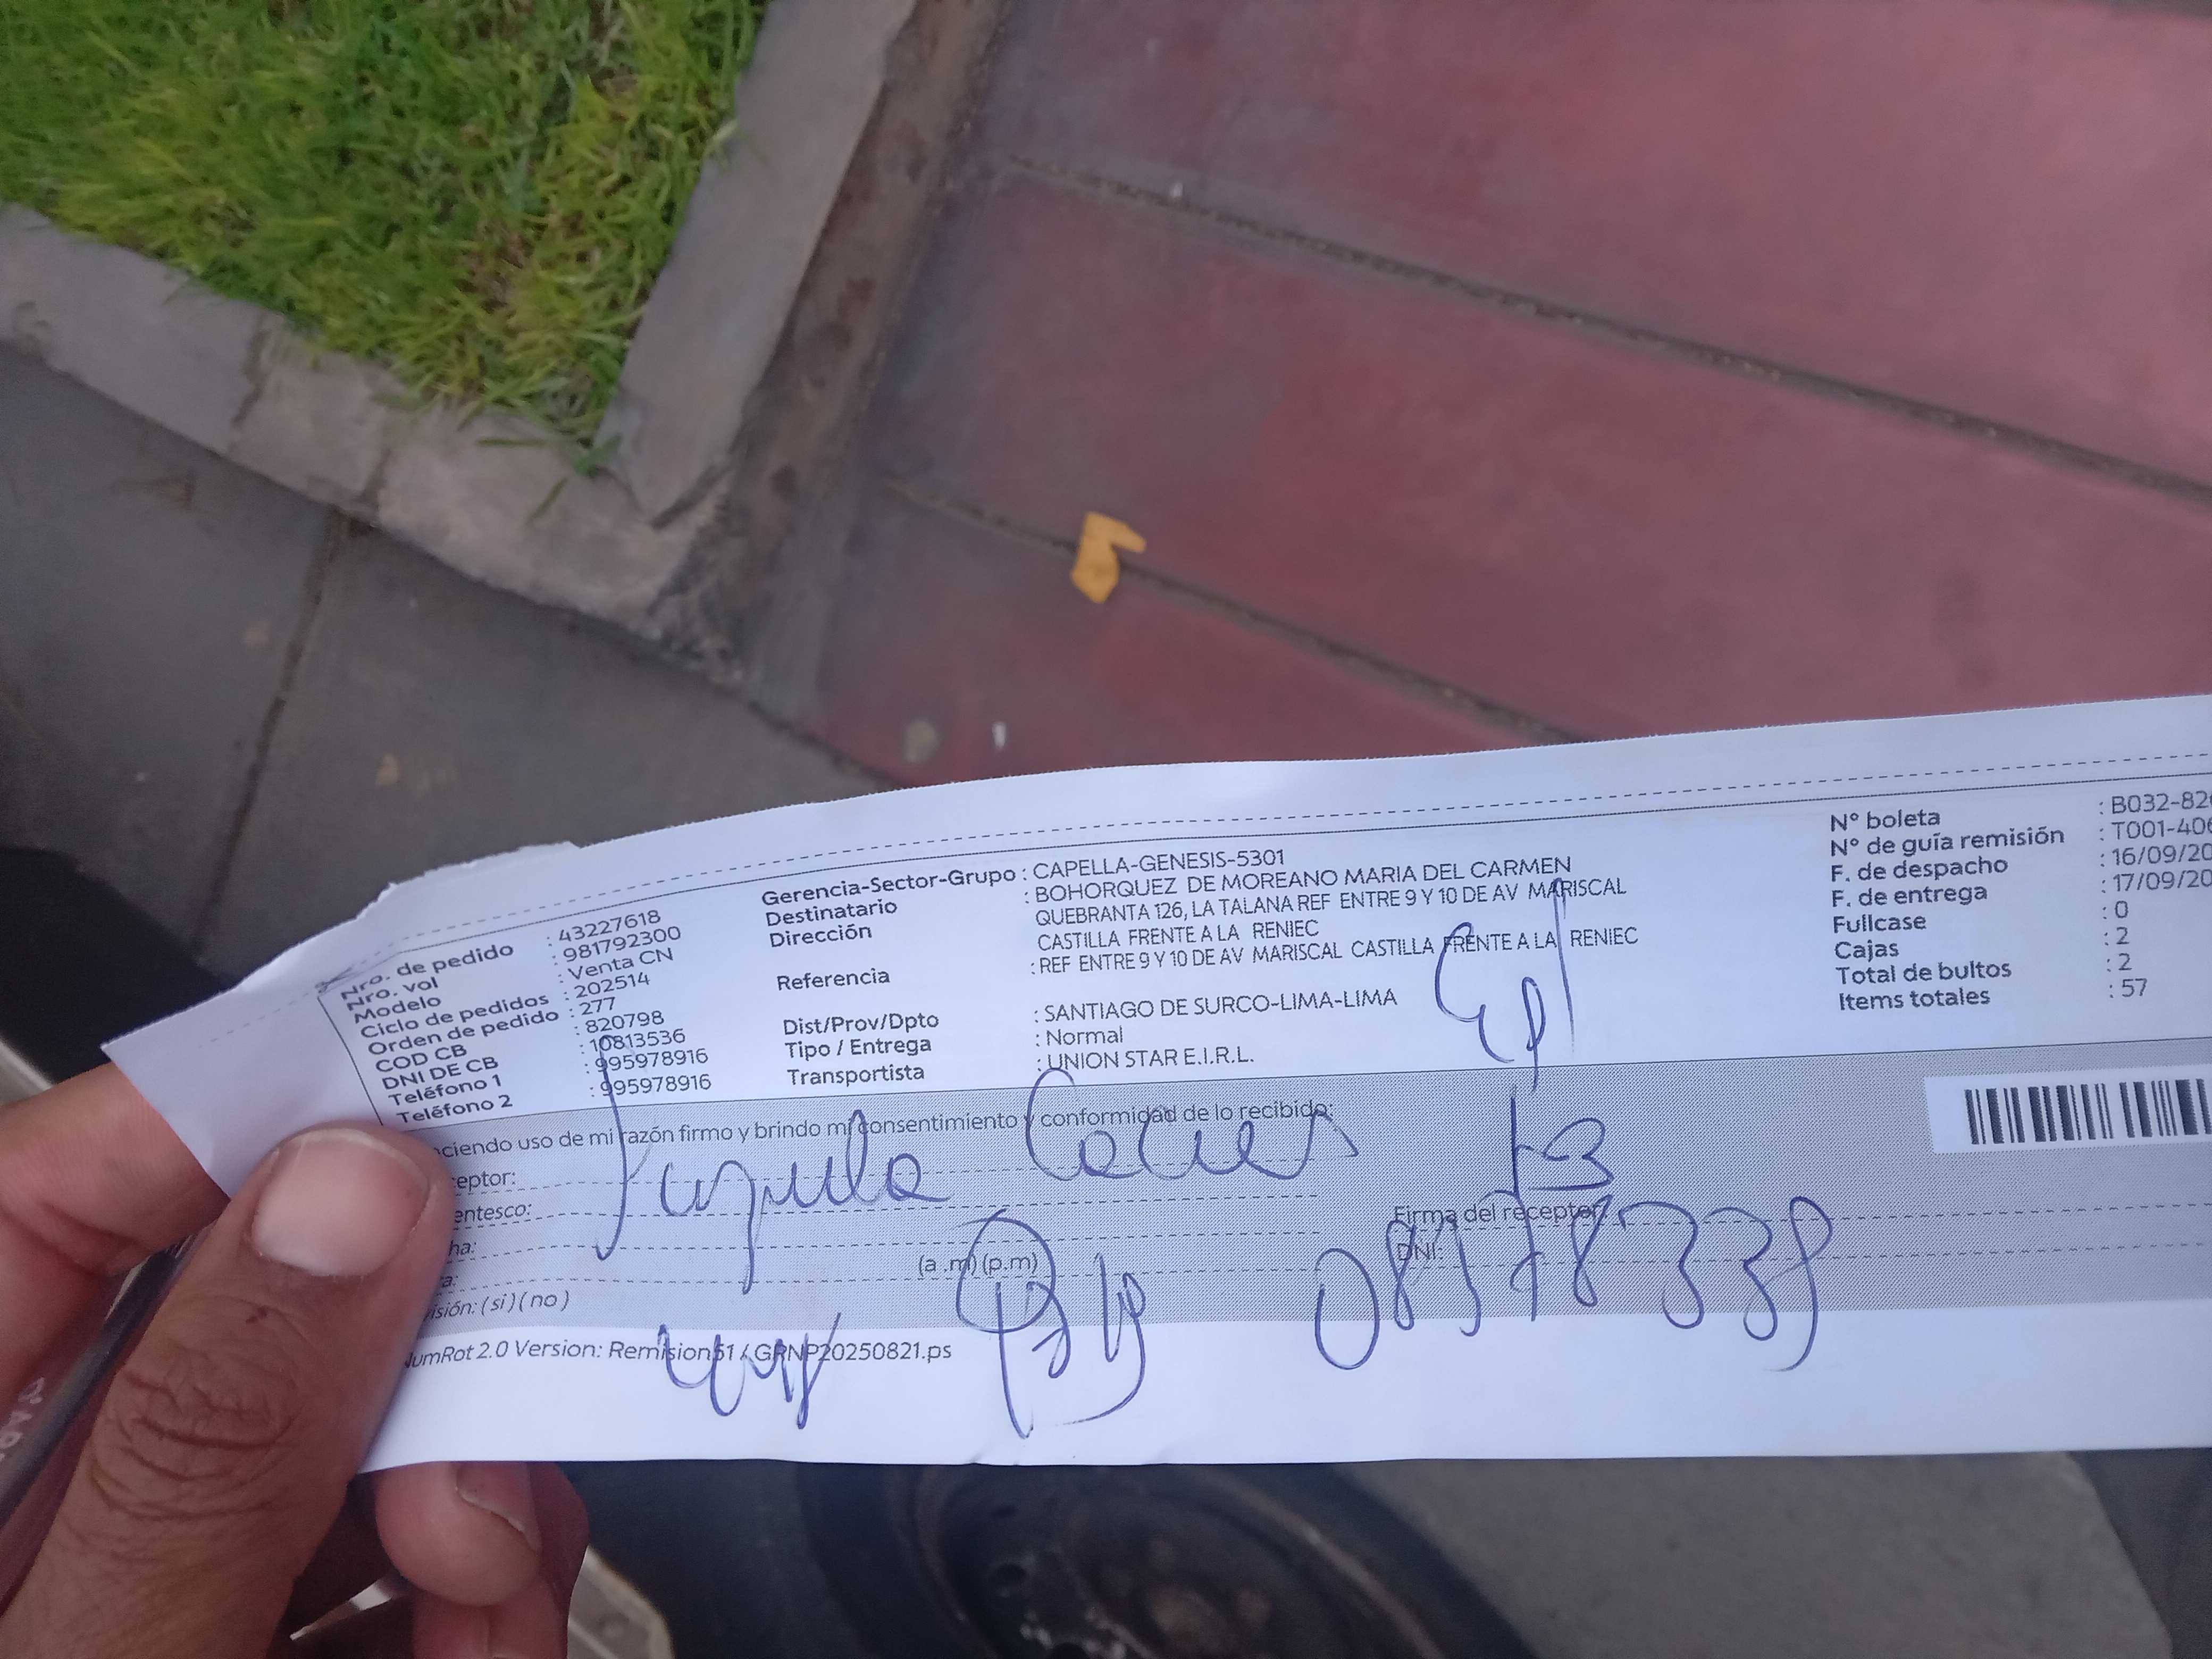 Nro. de pedido : 43227618
Nro. vol : 981792300
Modelo : Venta CN
Ciclo de pedidos : 202514
Orden de pedido : 277
COD CB : 820798
DNI DE CB : 10813536
Teléfono 1 : 995978916
Teléfono 2 : 995978916
Gerencia-Sector-Grupo : CAPELLA-GENESIS-5301
Destinatario : BOHORQUEZ DE MOREANO MARIA DEL CARMEN
Dirección QUEBRANTA 126, LA TALANA REF ENTRE 9 Y 10 DE AV MARISCAL
CASTILLA FRENTE A LA RENIEC
Referencia : REF ENTRE 9 Y 10 DE AV MARISCAL CASTILLA FRENTE A LA RENIEC
Dist/Prov/Dpto : SANTIAGO DE SURCO-LIMA-LIMA
Tipo / Entrega : Normal
Transportista : UNION STAR E.I.R.L.
N° boleta : B032-82
N° de guía remisión : T001-406
F. de despacho : 16/09/20
F. de entrega : 17/09/20
Fullcase : 0
Cajas : 2
Total de bultos : 2
Items totales : 57
ciendo uso de mi razón firmo y brindo mi consentimiento y conformidad de lo recibido:
ceptor:
entesco:
ha:
a: (a .m) (p.m)
isión: ( si ) ( no )
Firma del receptor
DNI:
NumRot 2.0 Version: Remision51 / GRNP20250821.ps